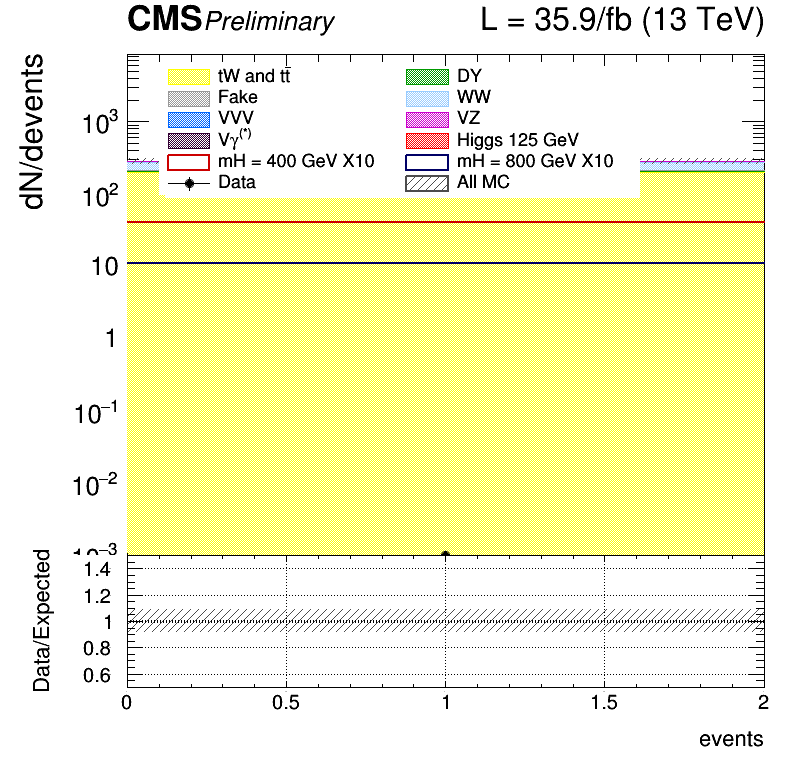 CMS Preliminary L = 35.9/fb (13 TeV)
dN/devents
tW and tt̄ DY
Fake WW
VVV VZ
Vγ(*) Higgs 125 GeV
mH = 400 GeV X10 mH = 800 GeV X10
Data All MC
10³
10²
10
1
10⁻¹
10⁻²
10⁻³
Data/Expected
1.4
1.2
1
0.8
0.6
0 0.5 1 1.5 2
events